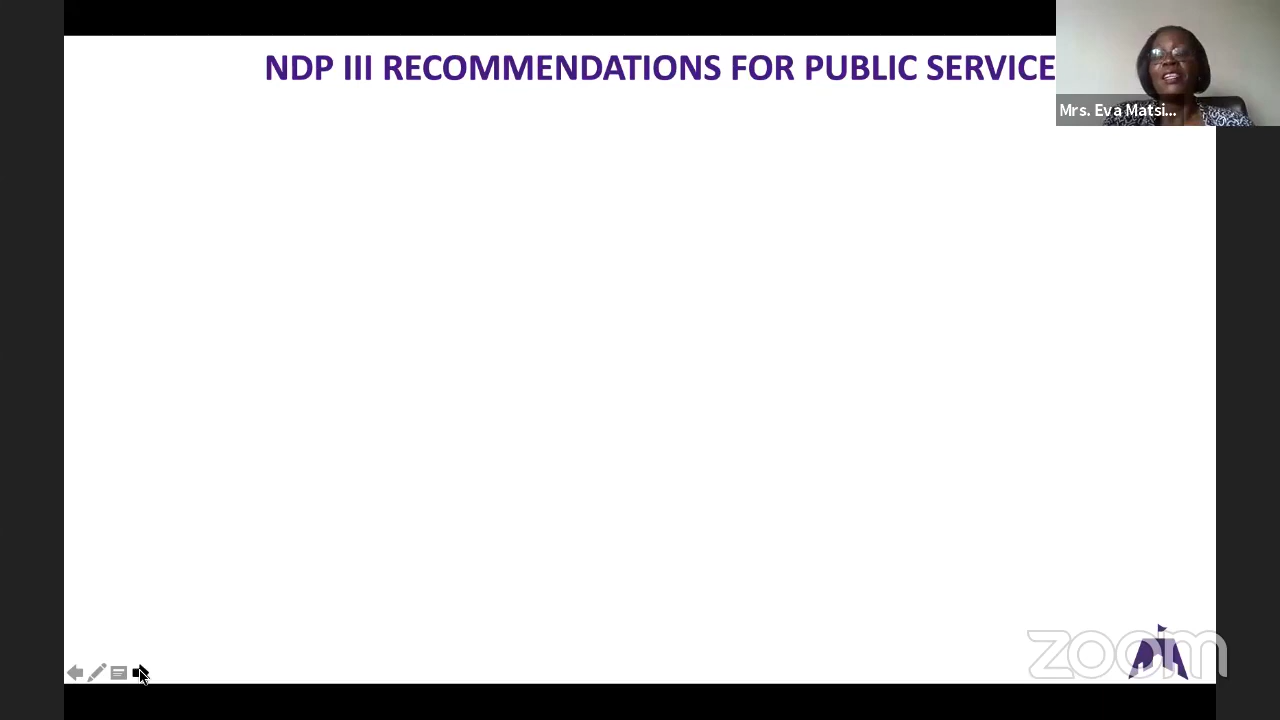 NDP III RECOMMENDATIONS FOR PUBLIC SERVICE
Mrs. Eva Matsi...
zoom